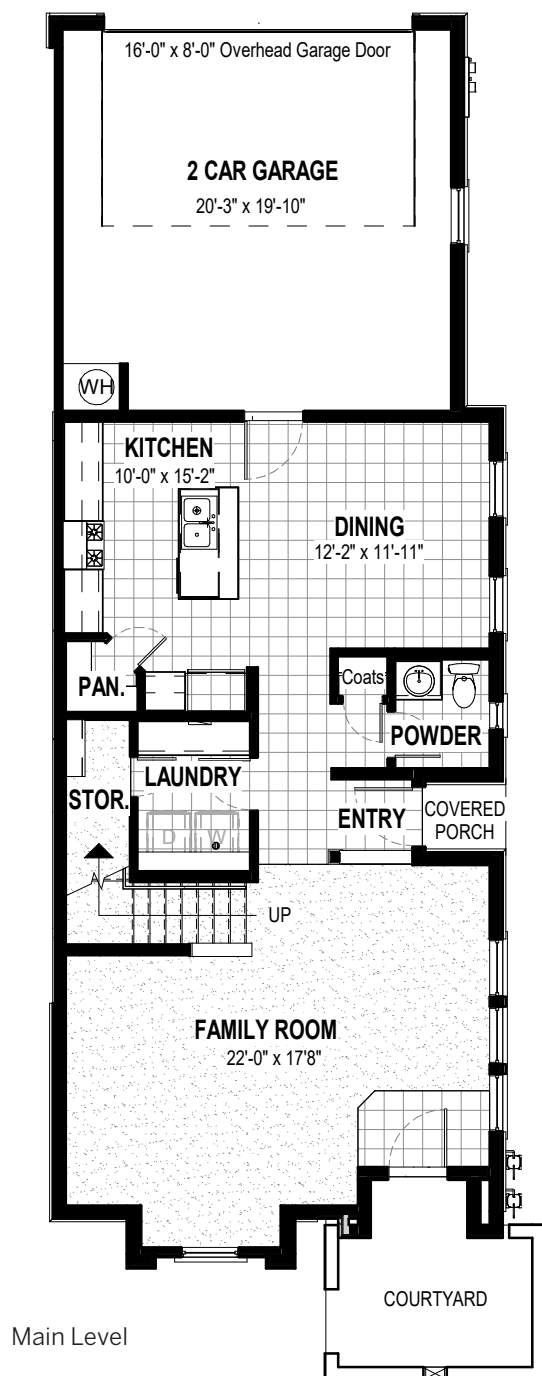 16'-0" x 8'-0" Overhead Garage Door
2 CAR GARAGE
20'-3" x 19'-10"
WH
KITCHEN
10'-0" x 15'-2"
DINING
12'-2" x 11'-11"
PAN.
Coats
POWDER
LAUNDRY
STOR.
D
W
ENTRY
COVERED
PORCH
UP
FAMILY ROOM
22'-0" x 17'8"
COURTYARD
Main Level